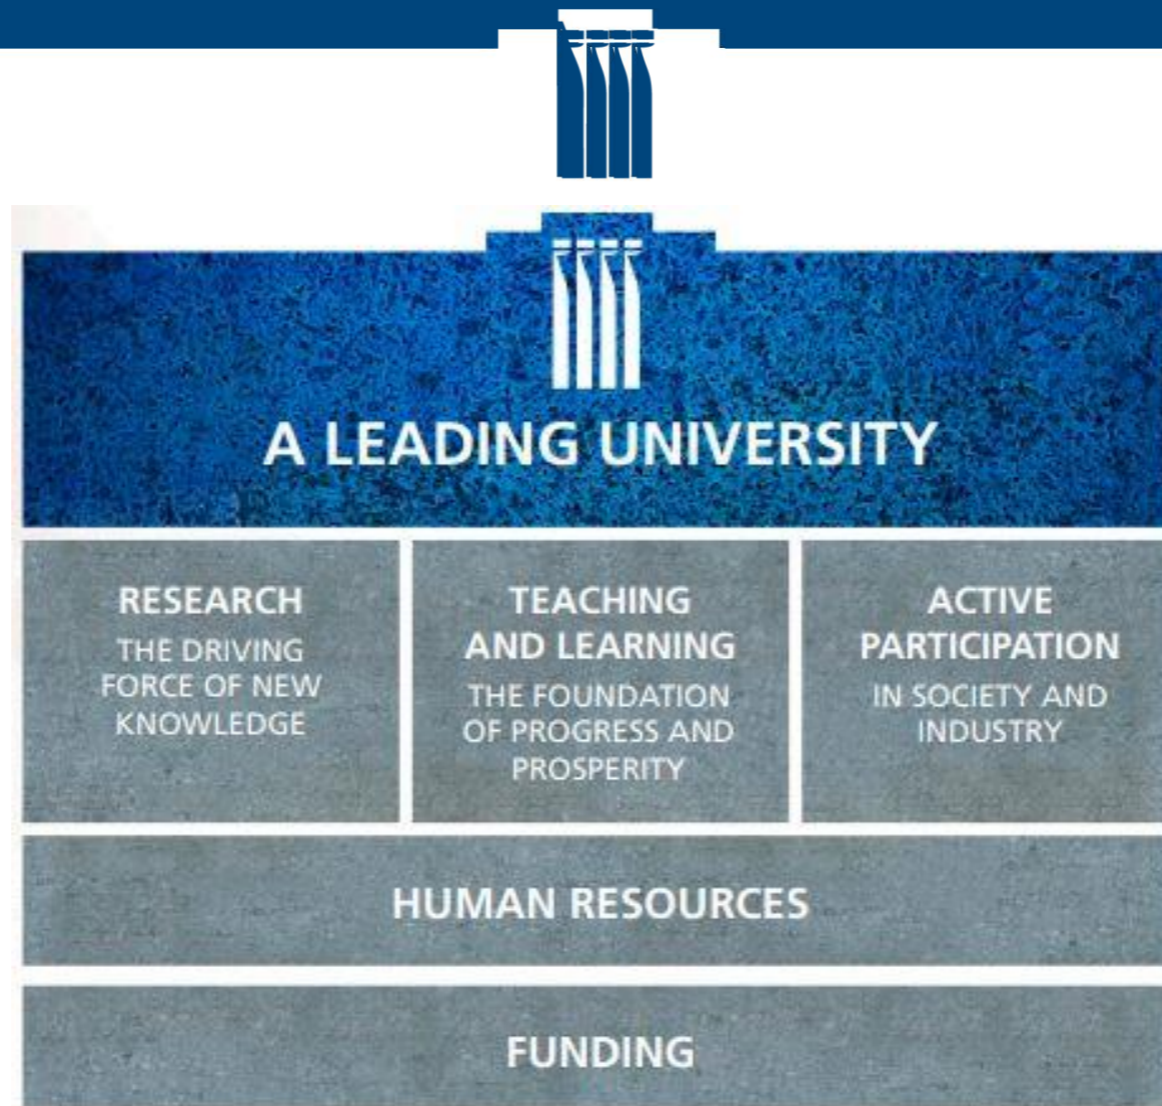 A LEADING UNIVERSITY
RESEARCH
THE DRIVING
FORCE OF NEW
KNOWLEDGE
TEACHING
AND LEARNING
THE FOUNDATION
OF PROGRESS AND
PROSPERITY
ACTIVE
PARTICIPATION
IN SOCIETY AND
INDUSTRY
HUMAN RESOURCES
FUNDING